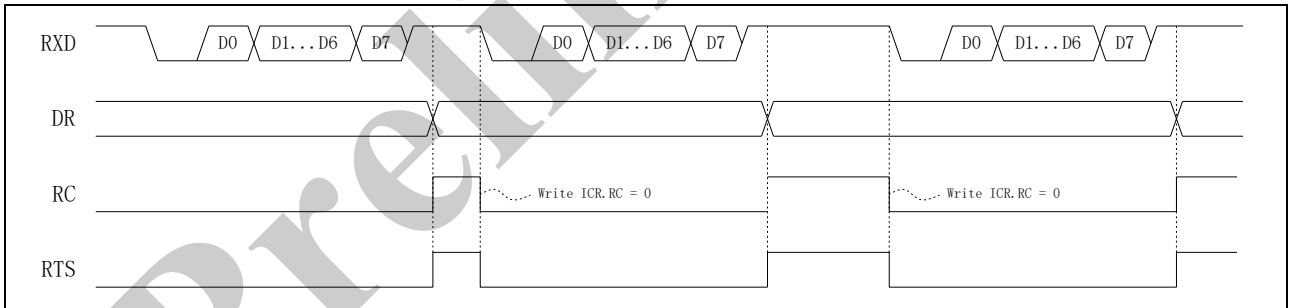 RXD D0 D1...D6 D7 D0 D1...D6 D7 D0 D1...D6 D7
DR
RC Write ICR.RC = 0 Write ICR.RC = 0
RTS
Prelim